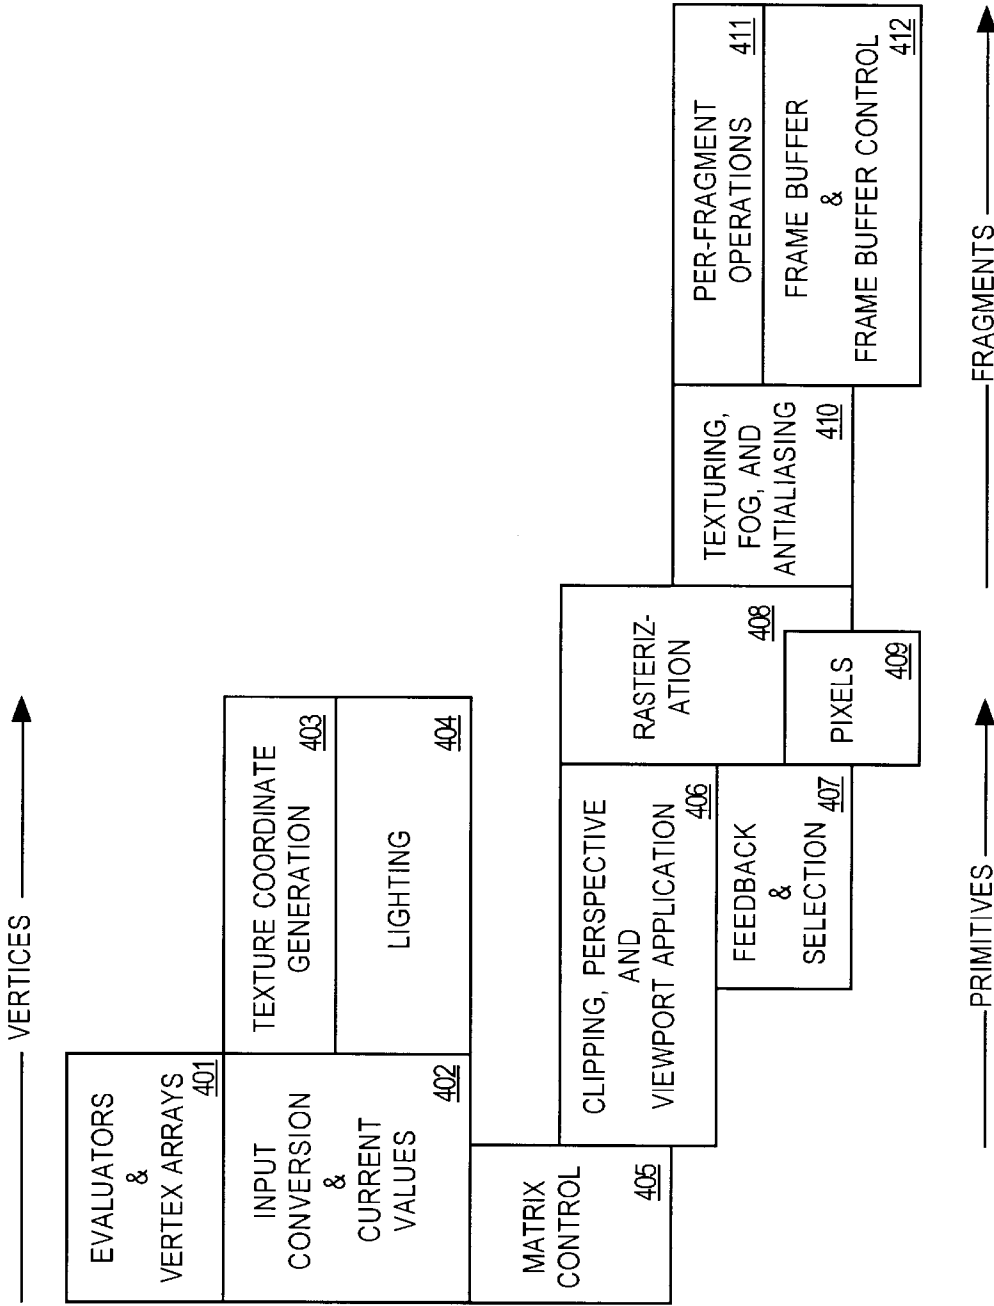 VERTICES
EVALUATORS
&
VERTEX ARRAYS
401
INPUT
CONVERSION
&
CURRENT
VALUES
402
TEXTURE COORDINATE
GENERATION
403
LIGHTING
404
MATRIX
CONTROL
405
CLIPPING, PERSPECTIVE
AND
VIEWPORT APPLICATION
406
FEEDBACK
&
SELECTION
407
RASTERIZ-
ATION
408
PIXELS
409
TEXTURING,
FOG, AND
ANTIALIASING
410
PER-FRAGMENT
OPERATIONS
411
FRAME BUFFER
&
FRAME BUFFER CONTROL
412
PRIMITIVES
FRAGMENTS